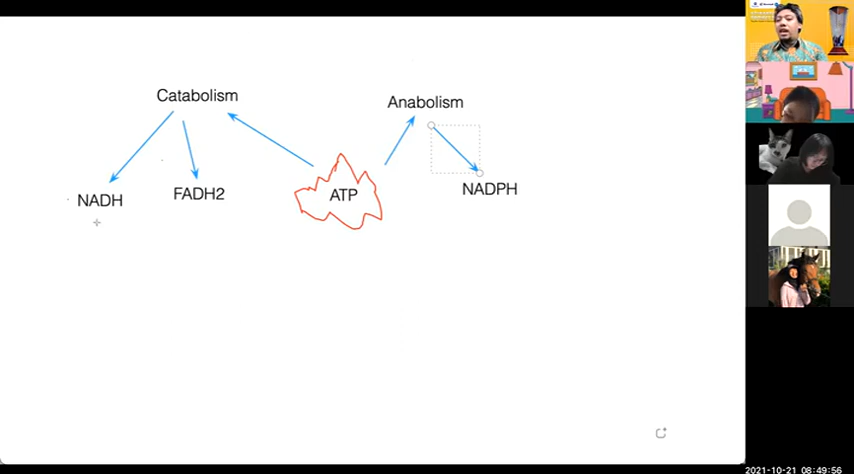 Catabolism
Anabolism
NADH
FADH2
ATP
NADPH
2021-10-21 08:49:56